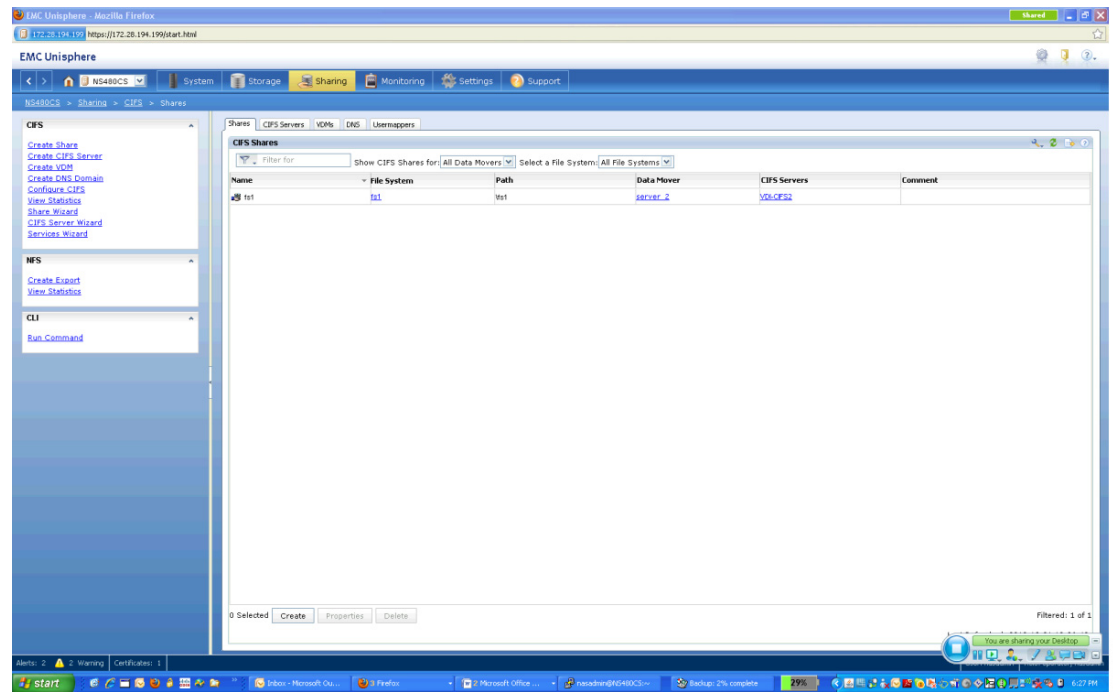 EMC Unisphere - Mozilla Firefox
Shared
172.28.194.199 https://172.28.194.199/start.html
EMC Unisphere
NS480CS
System
Storage
Sharing
Monitoring
Settings
Support
NS480CS > Sharing > CIFS > Shares
CIFS
Create Share
Create CIFS Server
Create VDM
Create DNS Domain
Configure CIFS
View Statistics
Share Wizard
CIFS Server Wizard
Services Wizard
NFS
Create Export
View Statistics
CLI
Run Command
Shares CIFS Servers VDMs DNS Usermappers
CIFS Shares
Filter for Show CIFS Shares for: All Data Movers Select a File System: All File Systems
Name File System Path Data Mover CIFS Servers Comment
fs1 fs1 \fs1 server_2 VDI-CIFS2
0 Selected Create Properties Delete Filtered: 1 of 1
You are sharing your Desktop
Alerts: 2 2 Warning Certificates: 1
start Inbox - Microsoft Ou... 3 Firefox 2 Microsoft Office ... nasadmin@NS480CS:~ Backup: 2% complete 29% 6:27 PM